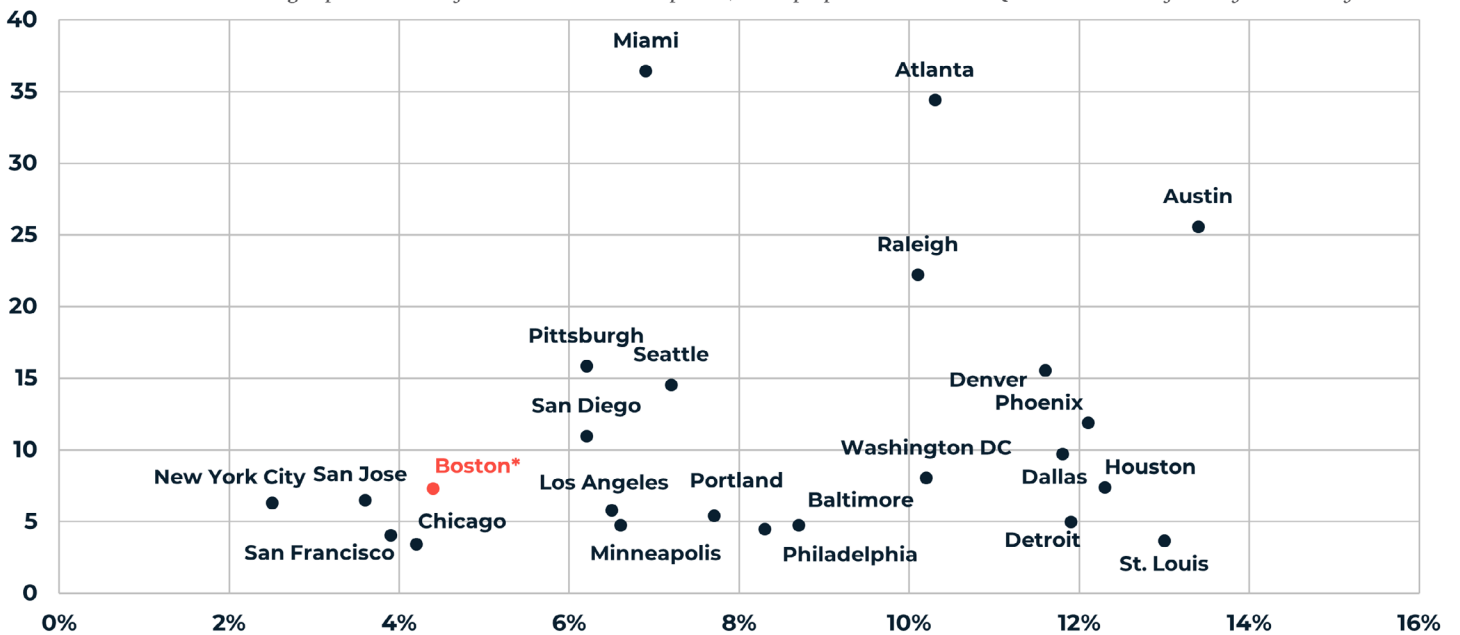 40
Miami
Atlanta
35
30
Austin
25
Raleigh
20
Pittsburgh
Seattle
15
Denver
San Diego
Phoenix
10
Washington DC
Boston*
Houston
New York City
San Jose
Dallas
Los Angeles
Portland
Baltimore
5
Chicago
Detroit
San Francisco
Minneapolis
Philadelphia
St. Louis
0
0% 2% 4% 6% 8% 10% 12% 14% 16%